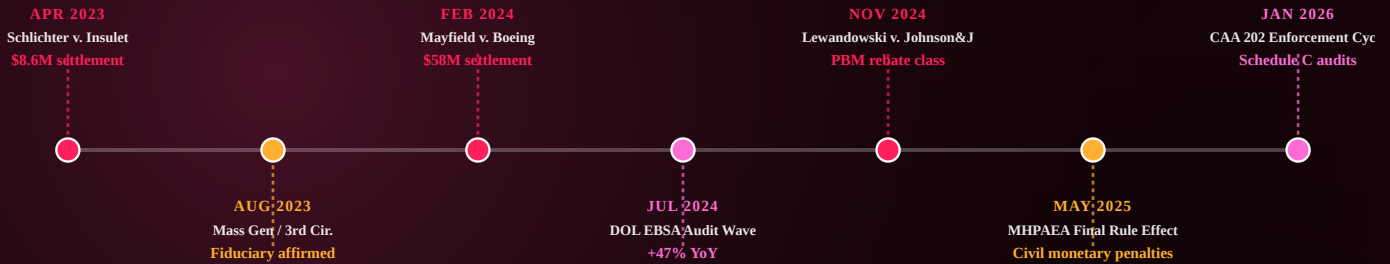 APR 2023
Schlichter v. Insulet
$8.6M settlement
FEB 2024
Mayfield v. Boeing
$58M settlement
NOV 2024
Lewandowski v. Johnson&J
PBM rebate class
JAN 2026
CAA 202 Enforcement Cyc
Schedule C audits
AUG 2023
Mass Gen / 3rd Cir.
Fiduciary affirmed
JUL 2024
DOL EBSA Audit Wave
+47% YoY
MAY 2025
MHPAEA Final Rule Effect
Civil monetary penalties